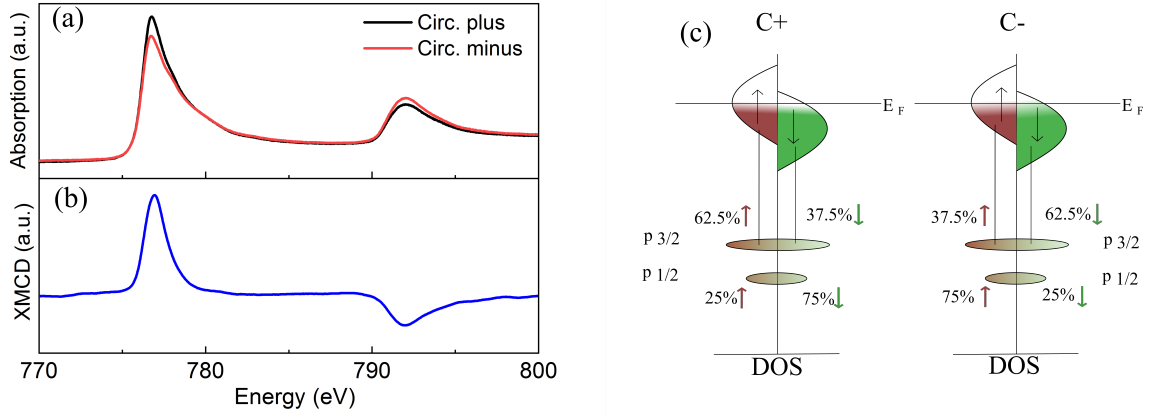 (a)
Circ. plus
Circ. minus
Absorption (a.u.)
(b)
XMCD (a.u.)
770 780 790 800
Energy (eV)
(c)
C+ C-
E F E F
62.5% 37.5% 37.5% 62.5%
p 3/2 p 3/2
p 1/2 p 1/2
25% 75% 75% 25%
DOS DOS